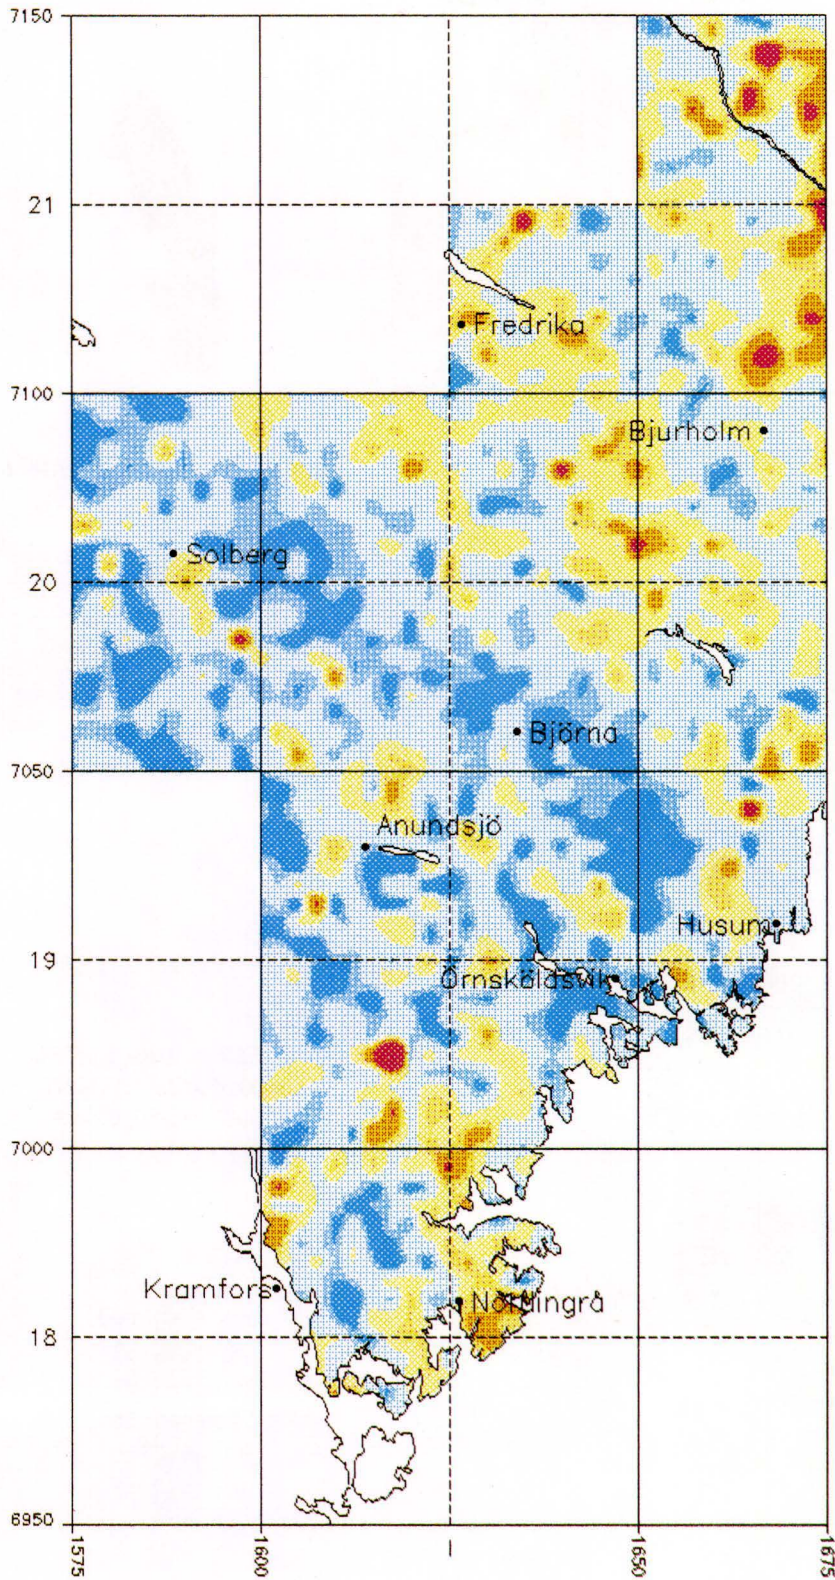 7150
21
Fredrika
7100
Bjurholm
Solberg
20
Björna
7050
Anundsjö
Husum
19
Örnsköldsvik
7000
Kramfors
Nordingrå
18
6950
1575
1600
I
1650
1675